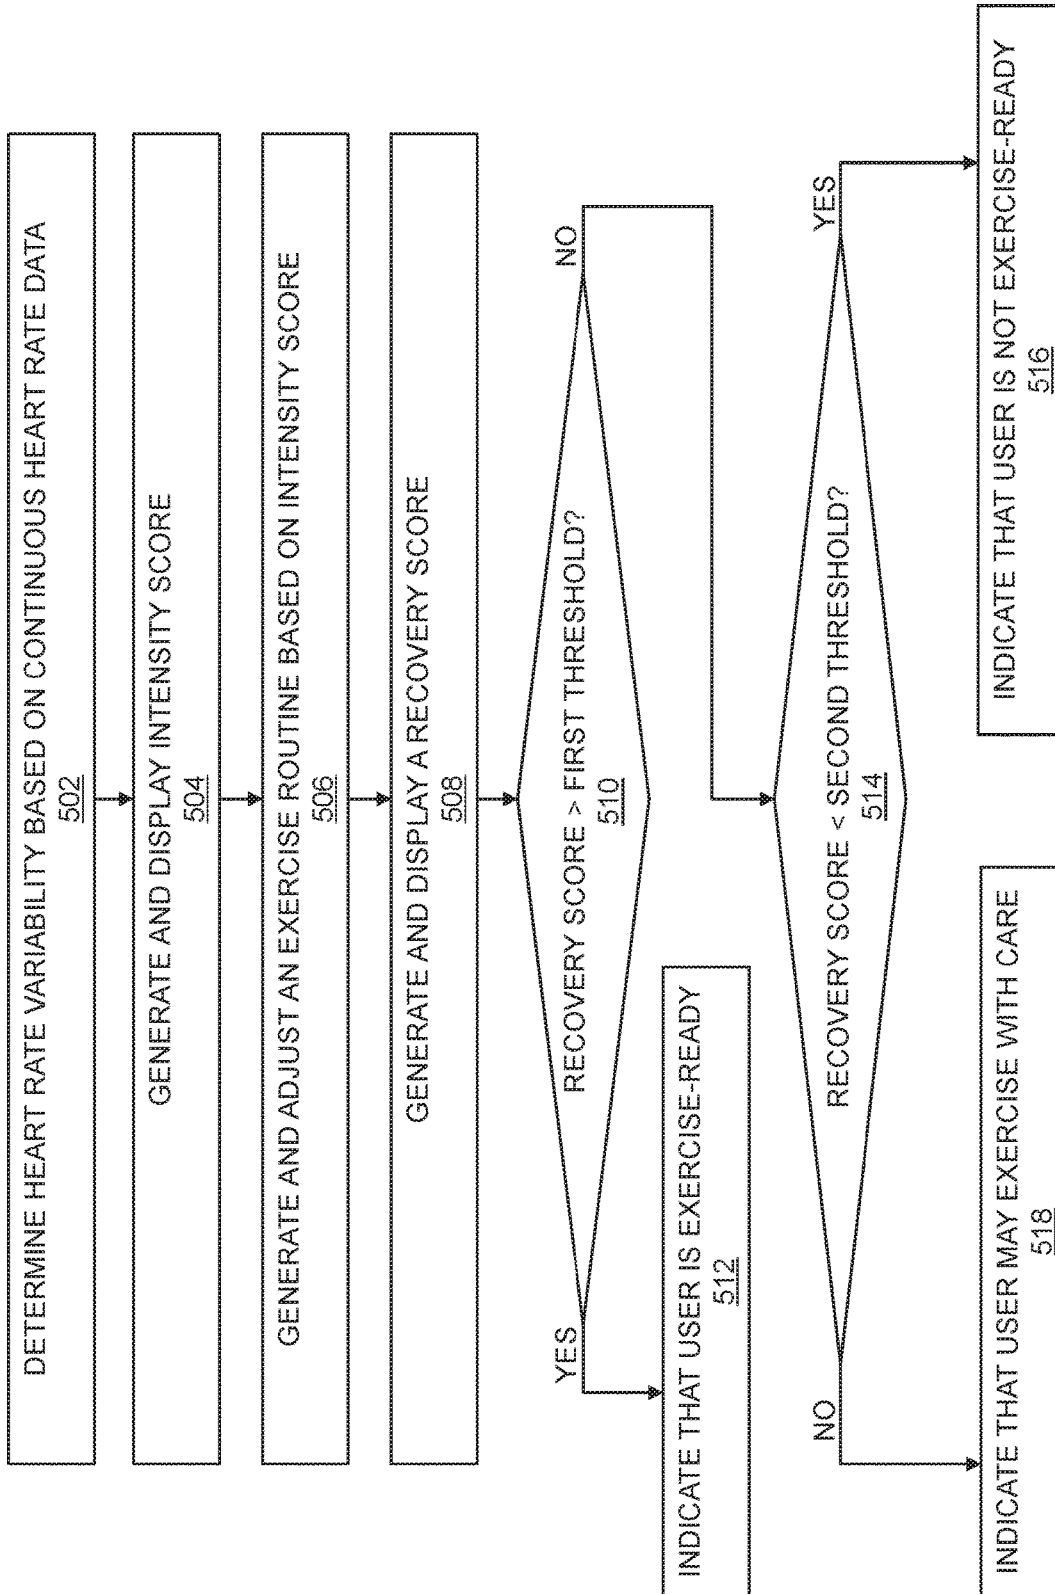 DETERMINE HEART RATE VARIABILITY BASED ON CONTINUOUS HEART RATE DATA
502
GENERATE AND DISPLAY INTENSITY SCORE
504
GENERATE AND ADJUST AN EXERCISE ROUTINE BASED ON INTENSITY SCORE
506
GENERATE AND DISPLAY A RECOVERY SCORE
508
RECOVERY SCORE > FIRST THRESHOLD?
510
YES
NO
INDICATE THAT USER IS EXERCISE-READY
512
RECOVERY SCORE < SECOND THRESHOLD?
514
NO
YES
INDICATE THAT USER MAY EXERCISE WITH CARE
518
INDICATE THAT USER IS NOT EXERCISE-READY
516